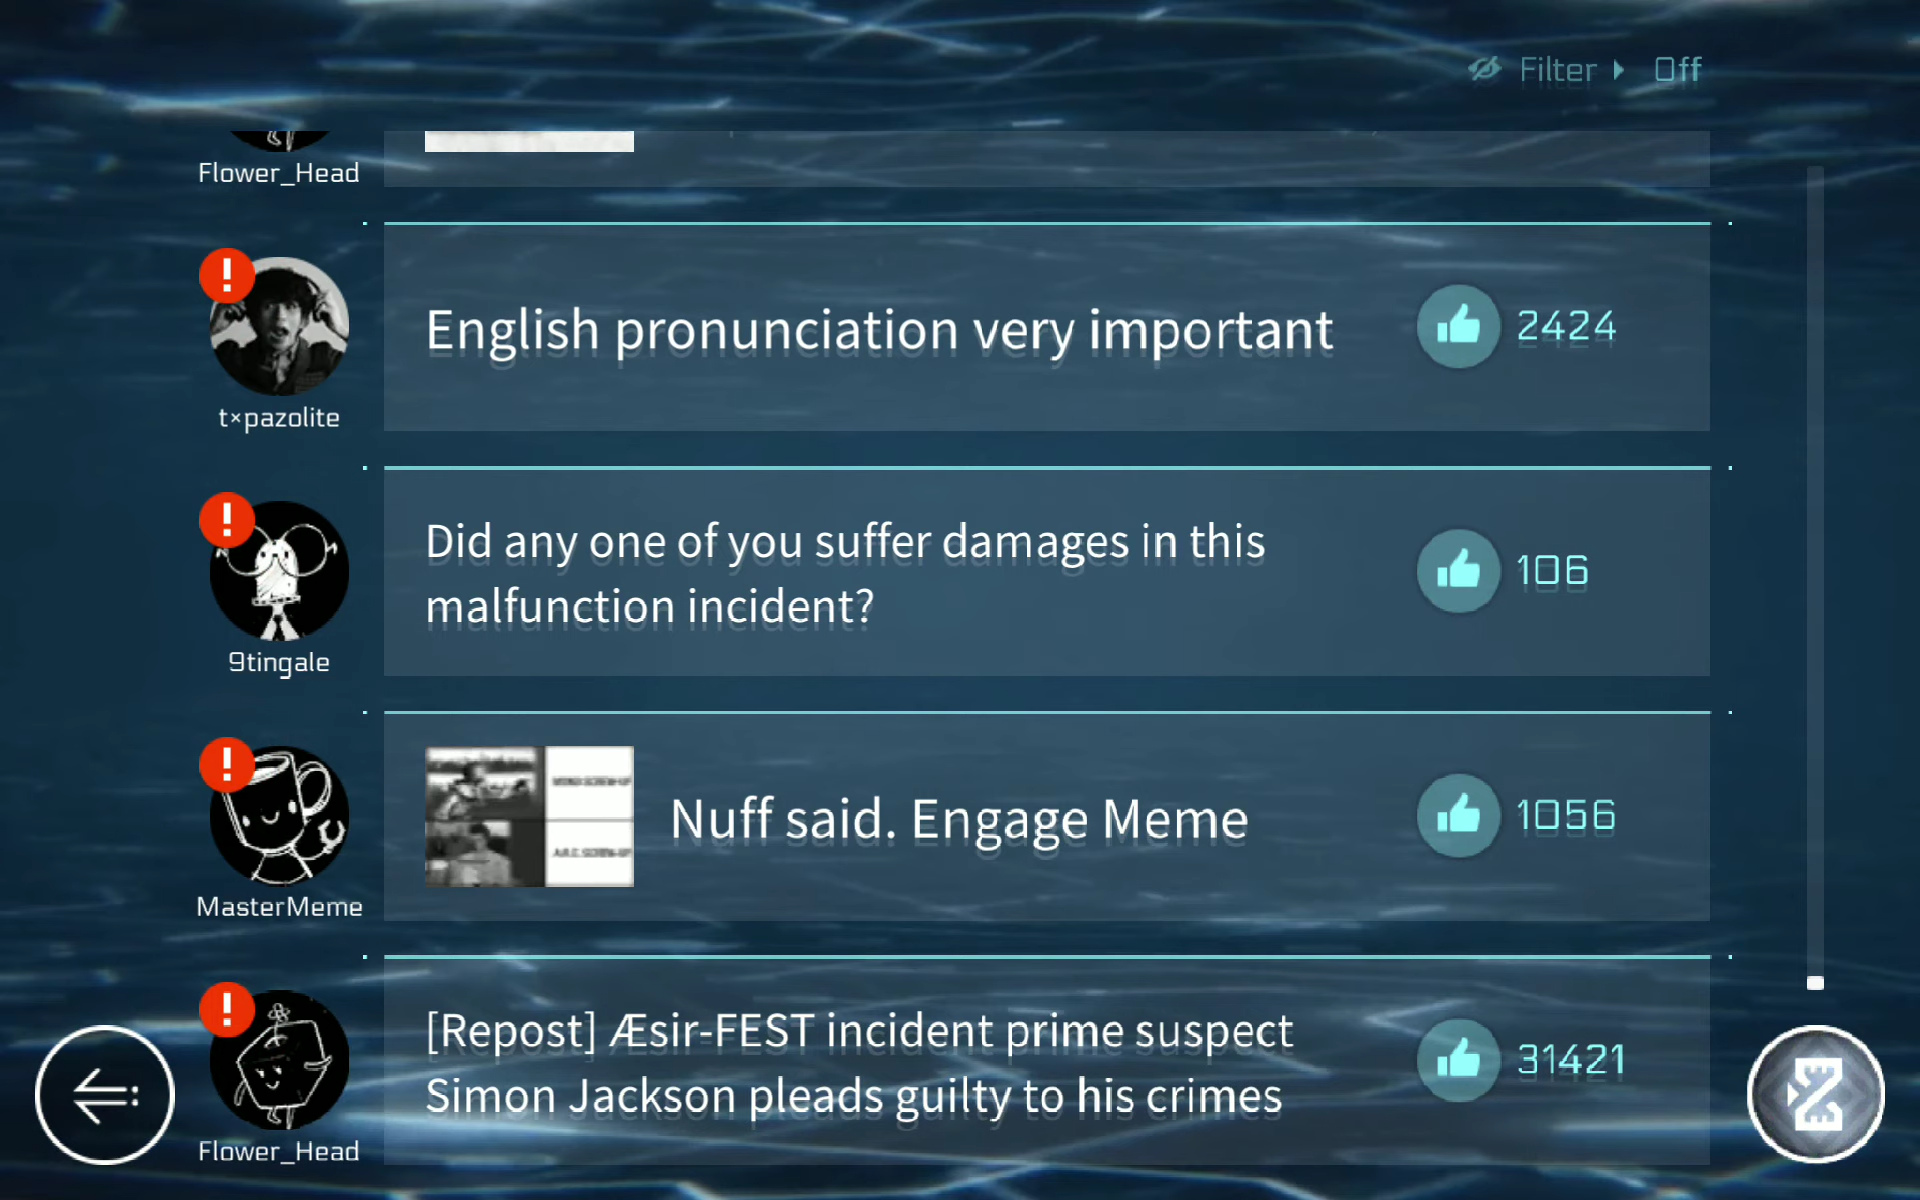 Filter Off
Flower_Head
English pronunciation very important
2424
t×pazolite
Did any one of you suffer damages in this
malfunction incident?
106
9tingale
Nuff said. Engage Meme
1056
MasterMeme
[Repost] Æsir-FEST incident prime suspect
Simon Jackson pleads guilty to his crimes
31421
Flower_Head